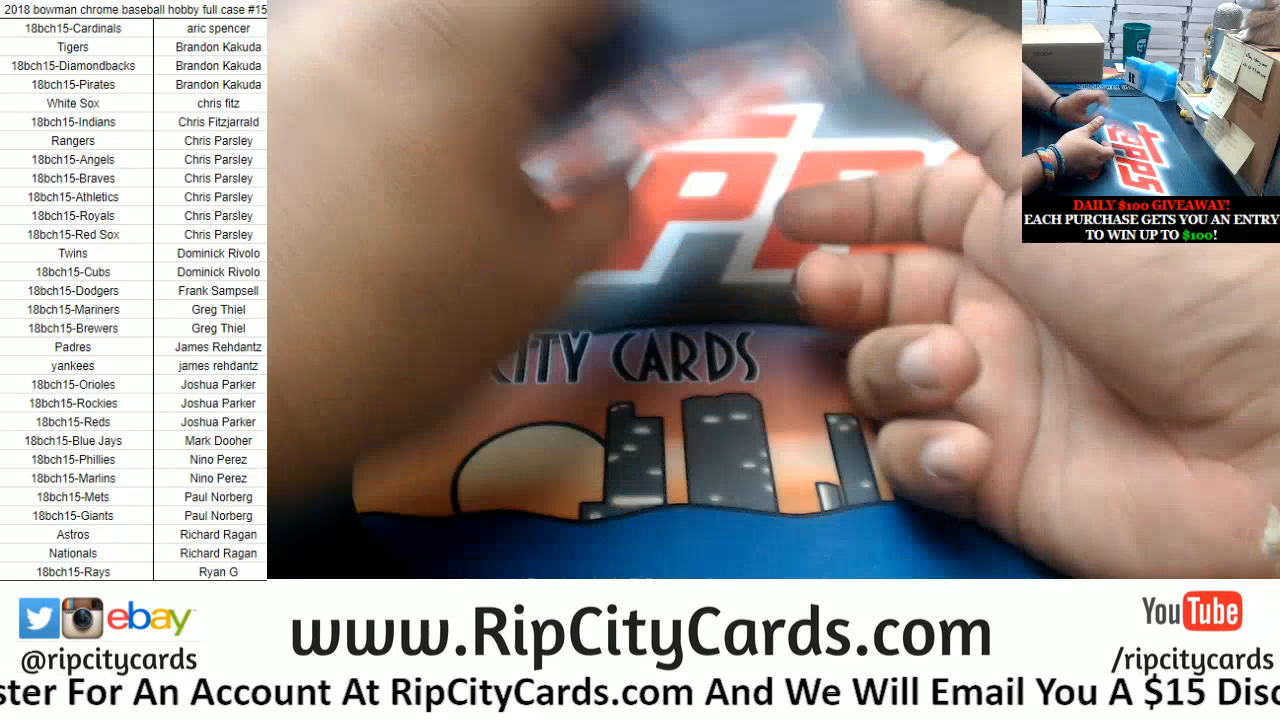 2018 bowman chrome baseball hobby full case #15
18bch15-Cardinals aric spencer
Tigers Brandon Kakuda
18bch15-Diamondbacks Brandon Kakuda
18bch15-Pirates Brandon Kakuda
White Sox chris fitz
18bch15-Indians Chris Fitzjarrald
Rangers Chris Parsley
18bch15-Angels Chris Parsley
18bch15-Braves Chris Parsley
18bch15-Athletics Chris Parsley
18bch15-Royals Chris Parsley
18bch15-Red Sox Chris Parsley
Twins Dominick Rivolo
18bch15-Cubs Dominick Rivolo
18bch15-Dodgers Frank Sampsell
18bch15-Mariners Greg Thiel
18bch15-Brewers Greg Thiel
Padres James Rehdantz
yankees james rehdantz
18bch15-Orioles Joshua Parker
18bch15-Rockies Joshua Parker
18bch15-Reds Joshua Parker
18bch15-Blue Jays Mark Dooher
18bch15-Phillies Nino Perez
18bch15-Marlins Nino Perez
18bch15-Mets Paul Norberg
18bch15-Giants Paul Norberg
Astros Richard Ragan
Nationals Richard Ragan
18bch15-Rays Ryan G
CITY CARDS
DAILY $100 GIVEAWAY!
EACH PURCHASE GETS YOU AN ENTRY
TO WIN UP TO $100!
ebay
@ripcitycards
www.RipCityCards.com
YouTube
/ripcitycards
ster For An Account At RipCityCards.com And We Will Email You A $15 Disc